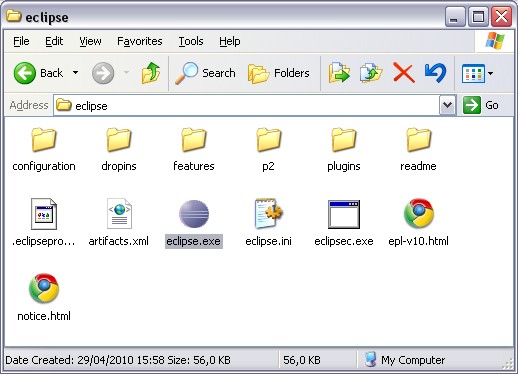 eclipse
File Edit View Favorites Tools Help
Back Search Folders
Address eclipse Go
configuration dropins features p2 plugins readme
.eclipsepro... artifacts.xml eclipse.exe eclipse.ini eclipsec.exe epl-v10.html
notice.html
Date Created: 29/04/2010 15:58 Size: 56,0 KB 56,0 KB My Computer